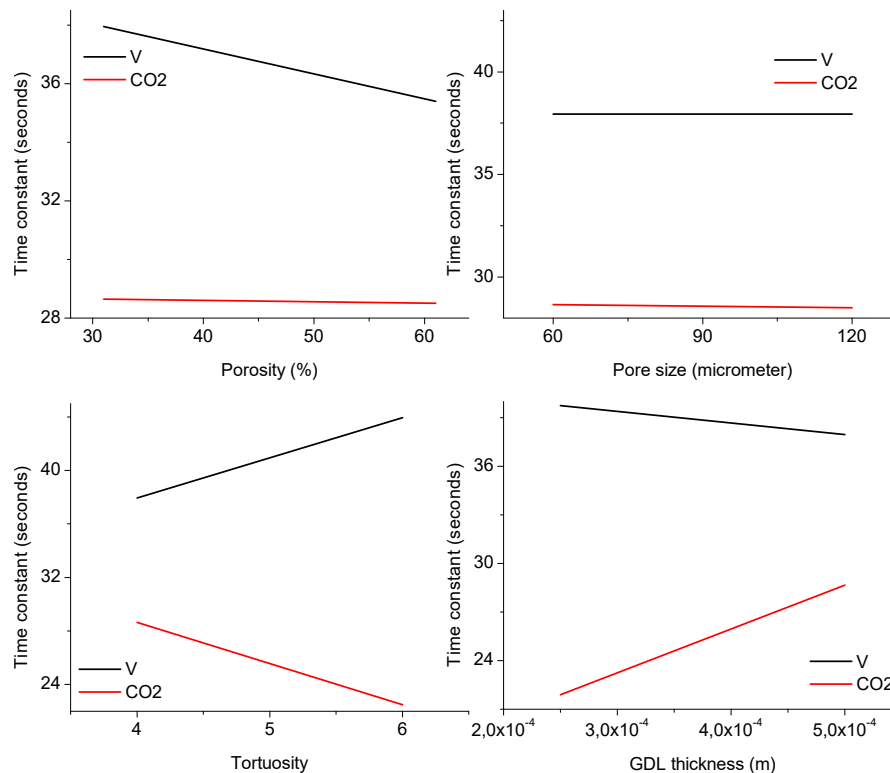 Time constant (seconds)
36
32
28
30
40
50
60
Porosity (%)
V
CO2
Time constant (seconds)
42
35
28
60
90
120
Pore size (micrometer)
V
CO2
Time constant (seconds)
40
32
24
4
5
6
Tortuosity
V
CO2
Time constant (seconds)
36
30
24
2,0x10-4
3,0x10-4
4,0x10-4
5,0x10-4
GDL thickness (m)
V
CO2